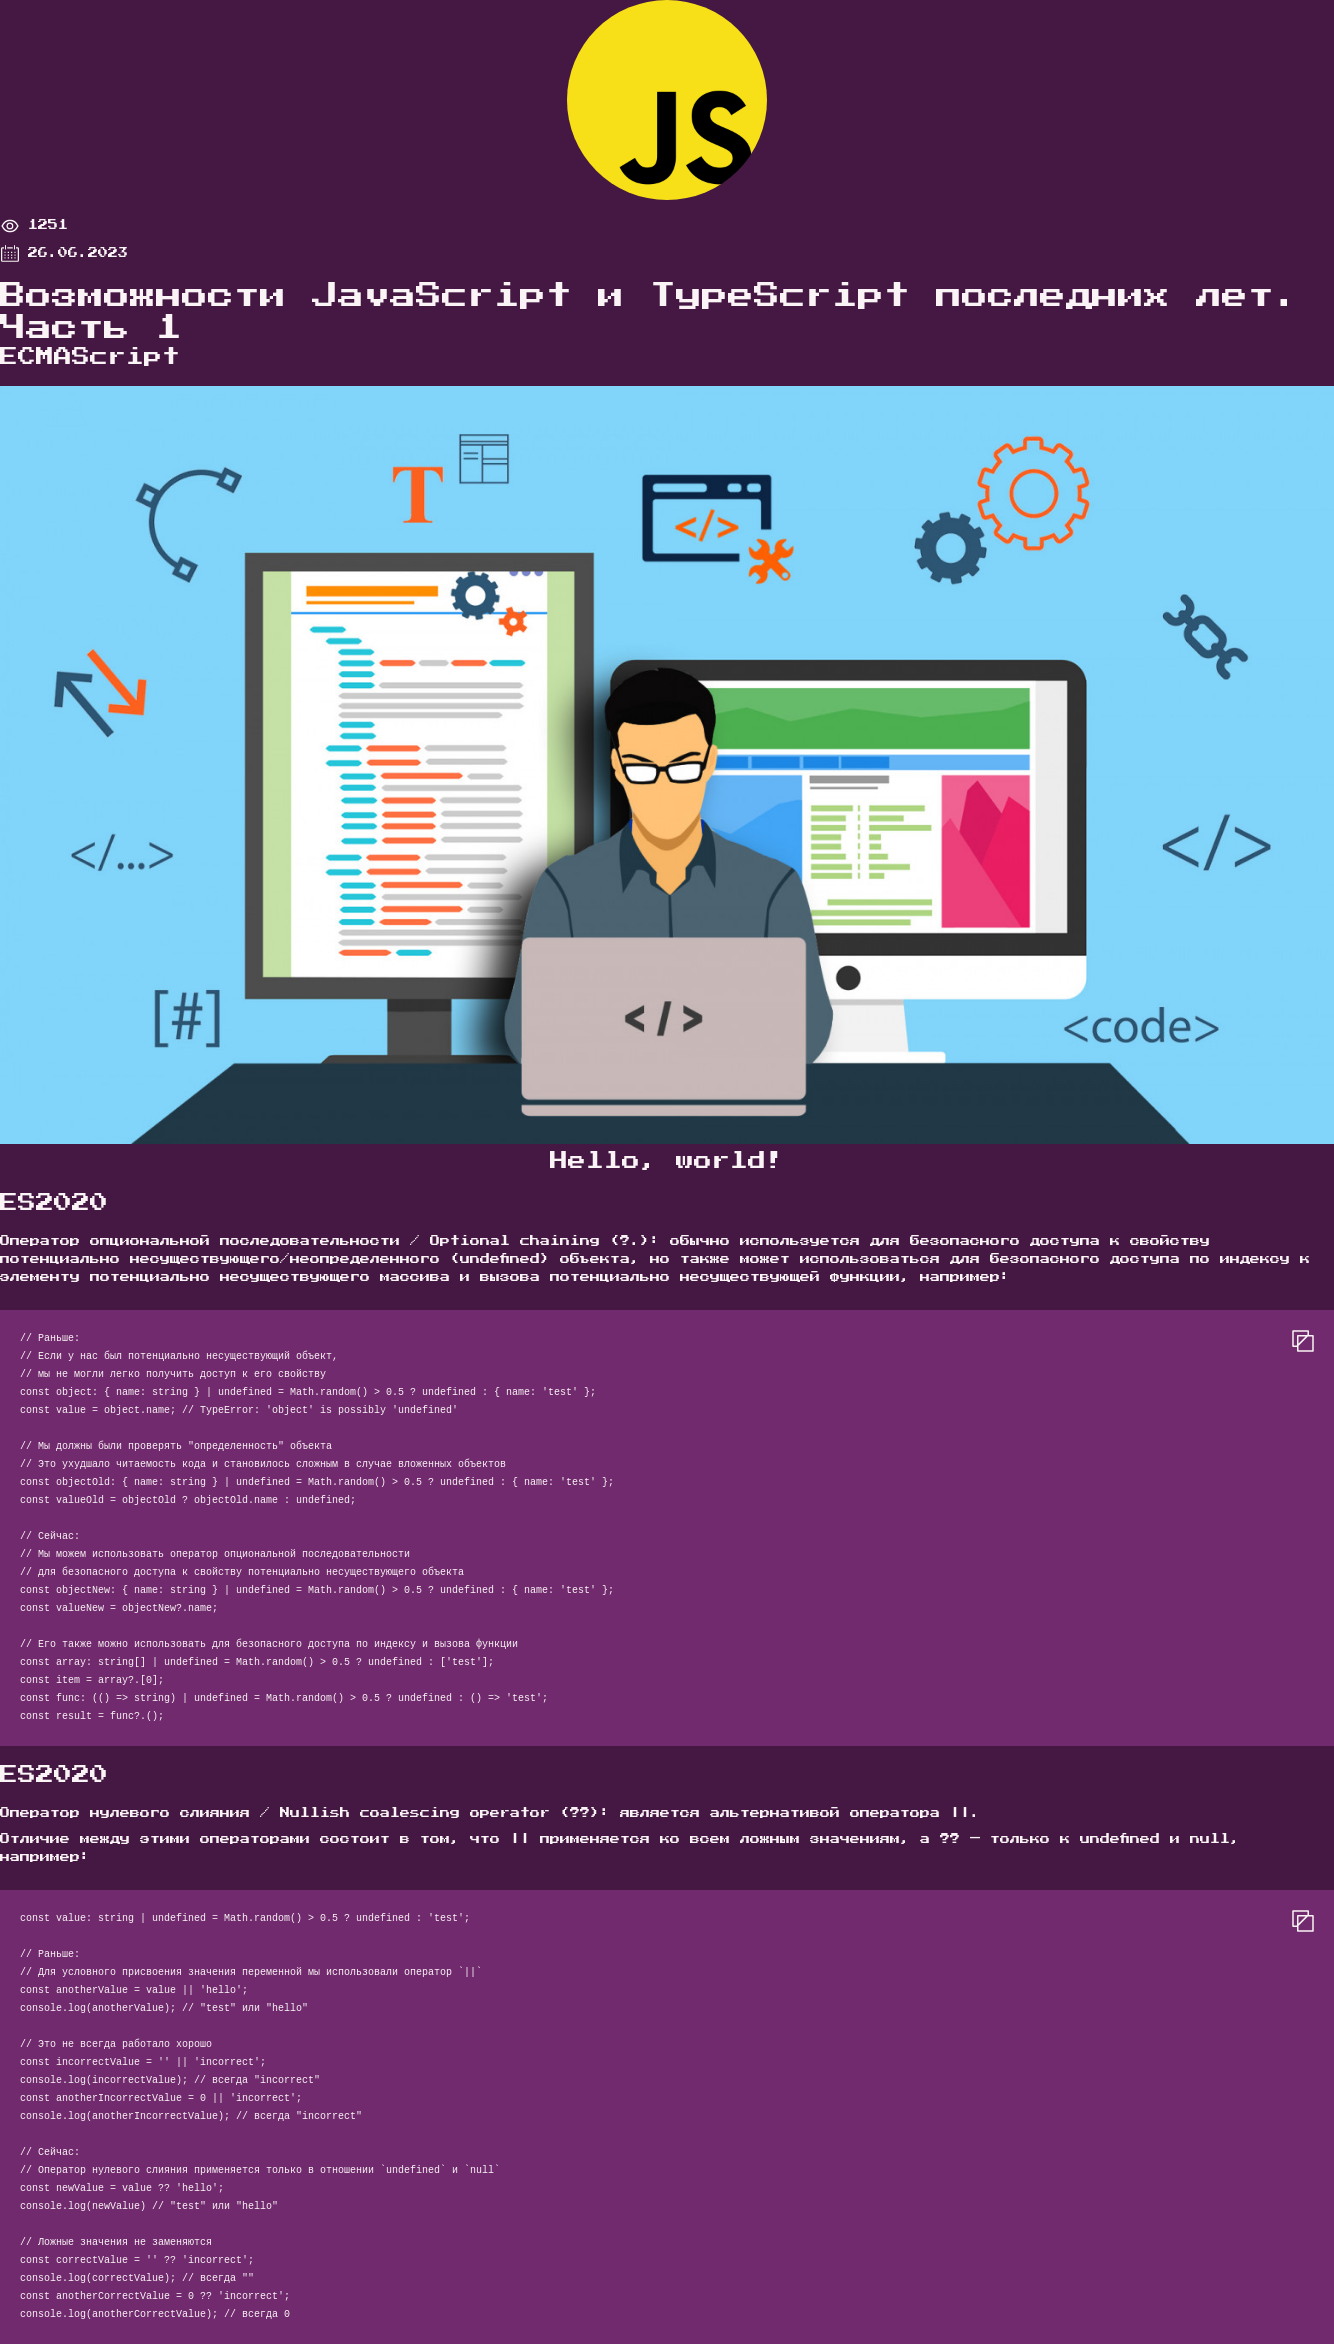 JS
1251
26.06.2023
Возможности JavaScript и TypeScript последних лет.
Часть 1
ECMAScript
T
</>
</...>
</>
[#]
</>
<code>
Hello, world!
ES2020
Оператор опциональной последовательности / Optional chaining (?.): обычно используется для безопасного доступа к свойству
потенциально несуществующего/неопределенного (undefined) объекта, но также может использоваться для безопасного доступа по индексу к
элементу потенциально несуществующего массива и вызова потенциально несуществующей функции, например:
// Раньше:
// Если у нас был потенциально несуществующий объект,
// мы не могли легко получить доступ к его свойству
const object: { name: string } | undefined = Math.random() > 0.5 ? undefined : { name: 'test' };
const value = object.name; // TypeError: 'object' is possibly 'undefined'
// Мы должны были проверять "определенность" объекта
// Это ухудшало читаемость кода и становилось сложным в случае вложенных объектов
const objectOld: { name: string } | undefined = Math.random() > 0.5 ? undefined : { name: 'test' };
const valueOld = objectOld ? objectOld.name : undefined;
// Сейчас:
// Мы можем использовать оператор опциональной последовательности
// для безопасного доступа к свойству потенциально несуществующего объекта
const objectNew: { name: string } | undefined = Math.random() > 0.5 ? undefined : { name: 'test' };
const valueNew = objectNew?.name;
// Его также можно использовать для безопасного доступа по индексу и вызова функции
const array: string[] | undefined = Math.random() > 0.5 ? undefined : ['test'];
const item = array?.[0];
const func: (() => string) | undefined = Math.random() > 0.5 ? undefined : () => 'test';
const result = func?.();
ES2020
Оператор нулевого слияния / Nullish coalescing operator (??): является альтернативой оператора ||.
Отличие между этими операторами состоит в том, что || применяется ко всем ложным значениям, а ?? — только к undefined и null,
например:
const value: string | undefined = Math.random() > 0.5 ? undefined : 'test';
// Раньше:
// Для условного присвоения значения переменной мы использовали оператор `||`
const anotherValue = value || 'hello';
console.log(anotherValue); // "test" или "hello"
// Это не всегда работало хорошо
const incorrectValue = '' || 'incorrect';
console.log(incorrectValue); // всегда "incorrect"
const anotherIncorrectValue = 0 || 'incorrect';
console.log(anotherIncorrectValue); // всегда "incorrect"
// Сейчас:
// Оператор нулевого слияния применяется только в отношении `undefined` и `null`
const newValue = value ?? 'hello';
console.log(newValue) // "test" или "hello"
// Ложные значения не заменяются
const correctValue = '' ?? 'incorrect';
console.log(correctValue); // всегда ""
const anotherCorrectValue = 0 ?? 'incorrect';
console.log(anotherCorrectValue); // всегда 0